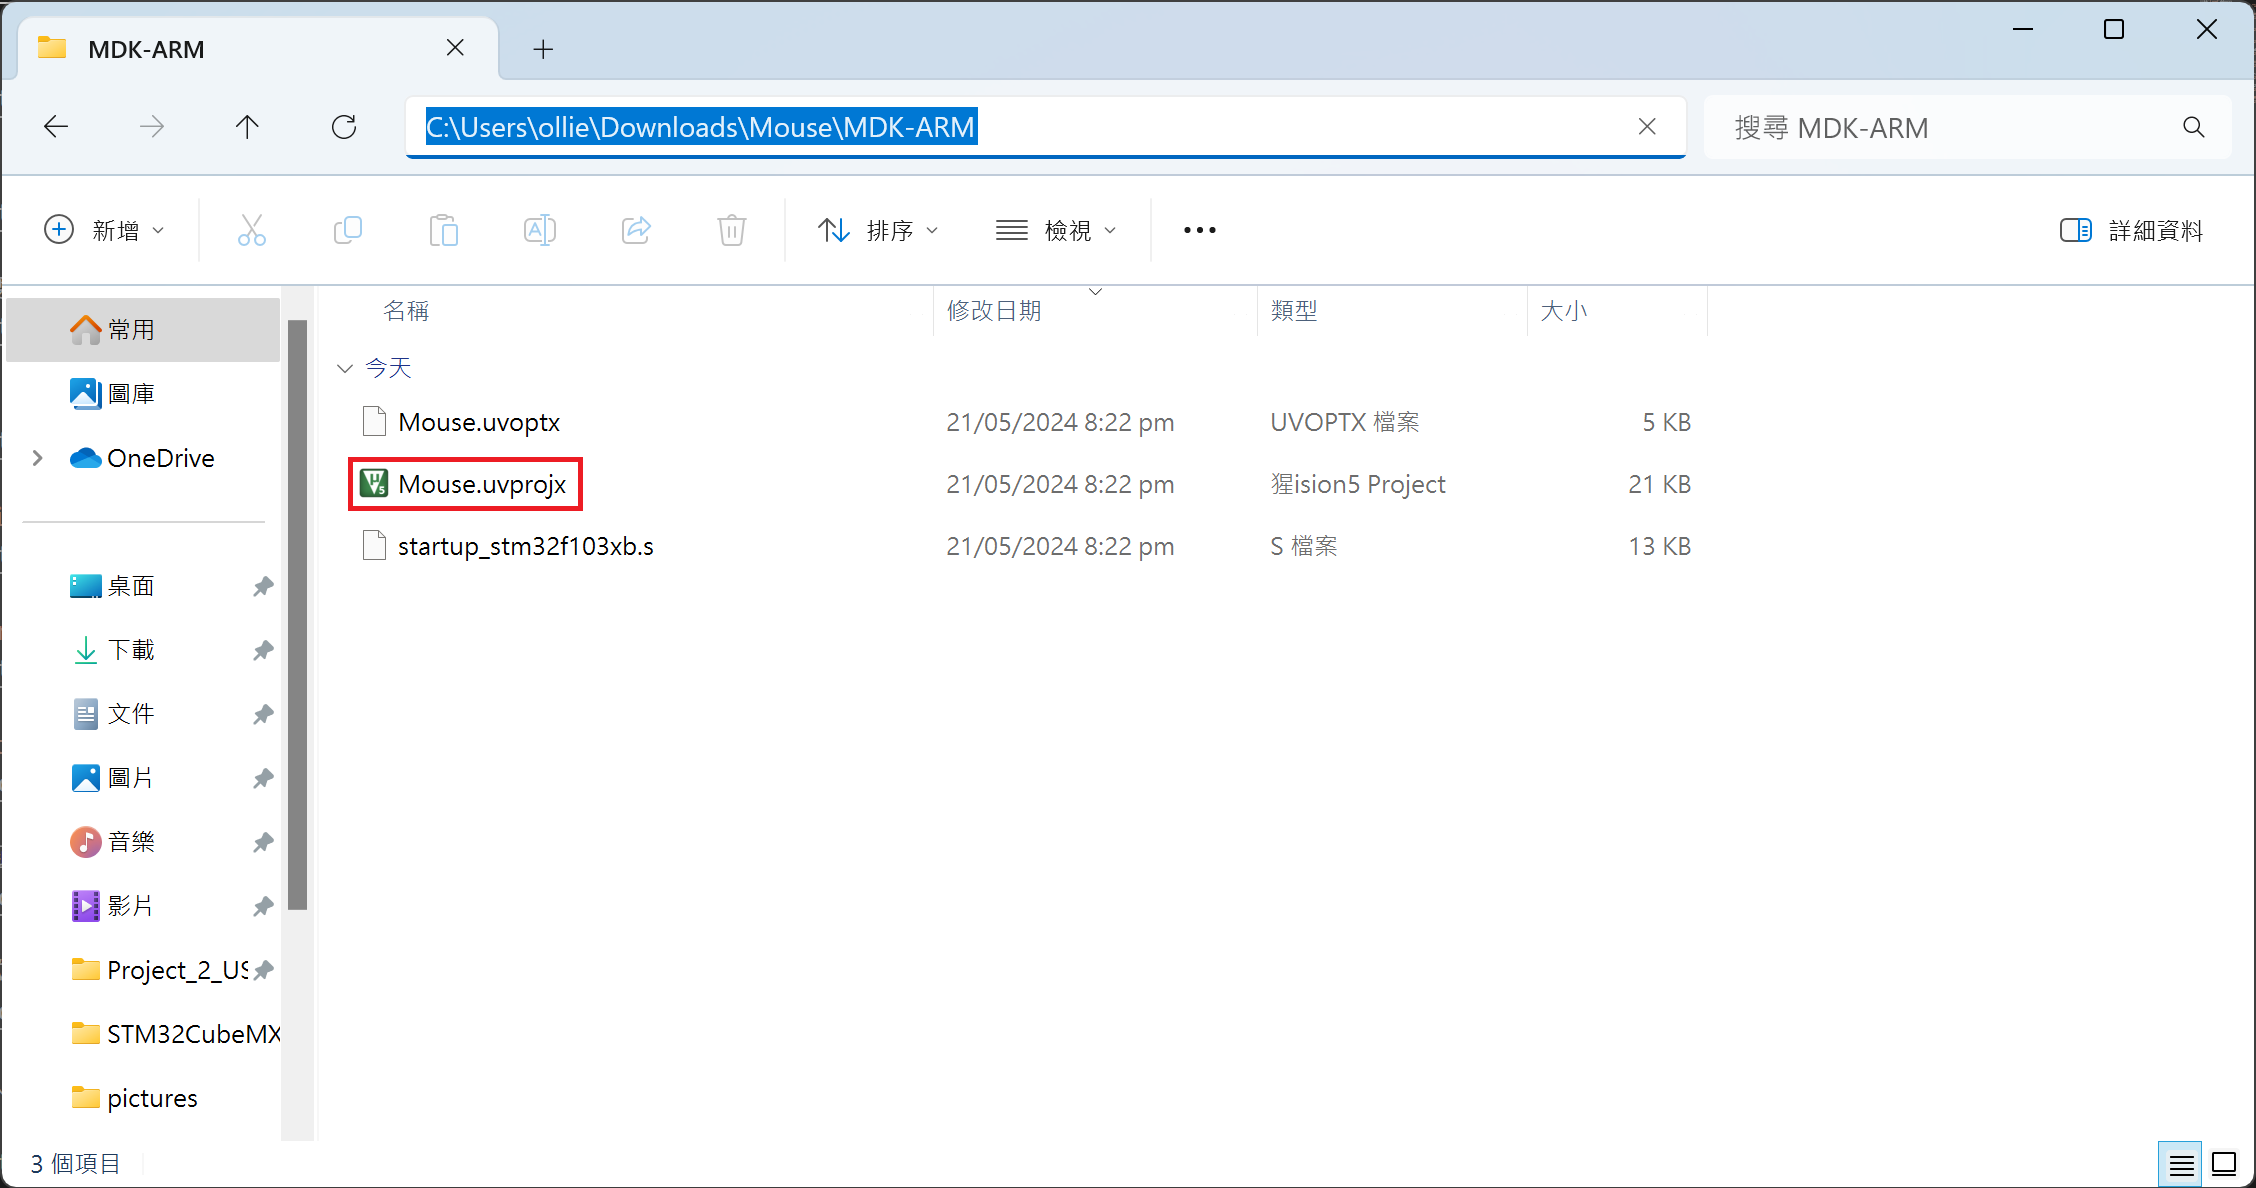 MDK-ARM
C:\Users\ollie\Downloads\Mouse\MDK-ARM
搜尋 MDK-ARM
新增
排序
檢視
詳細資料
常用
圖庫
OneDrive
桌面
下載
文件
圖片
音樂
影片
Project_2_US
STM32CubeMX
pictures
名稱 修改日期 類型 大小
今天
Mouse.uvoptx 21/05/2024 8:22 pm UVOPTX 檔案 5 KB
Mouse.uvprojx 21/05/2024 8:22 pm 猩ision5 Project 21 KB
startup_stm32f103xb.s 21/05/2024 8:22 pm S 檔案 13 KB
3 個項目